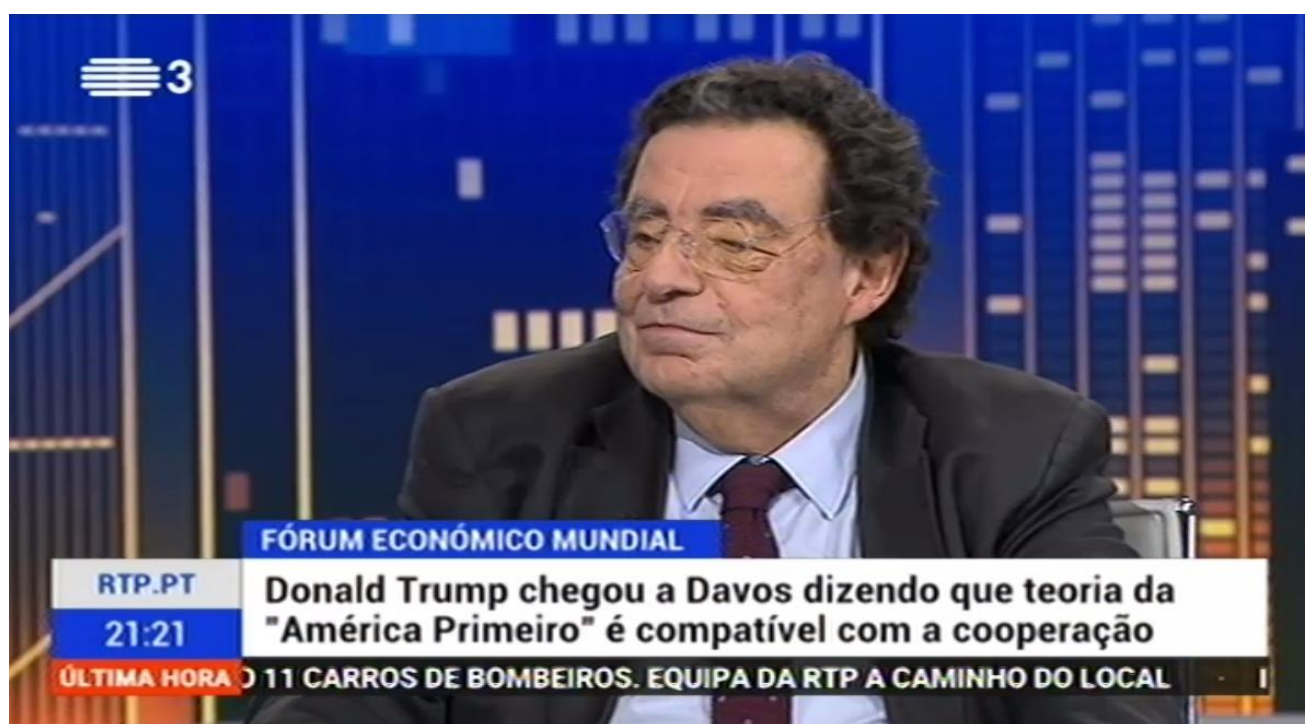 3
FÓRUM ECONÓMICO MUNDIAL
RTP.PT
Donald Trump chegou a Davos dizendo que teoria da
21:21
"América Primeiro" é compatível com a cooperação
ÚLTIMA HORA O 11 CARROS DE BOMBEIROS. EQUIPA DA RTP A CAMINHO DO LOCAL